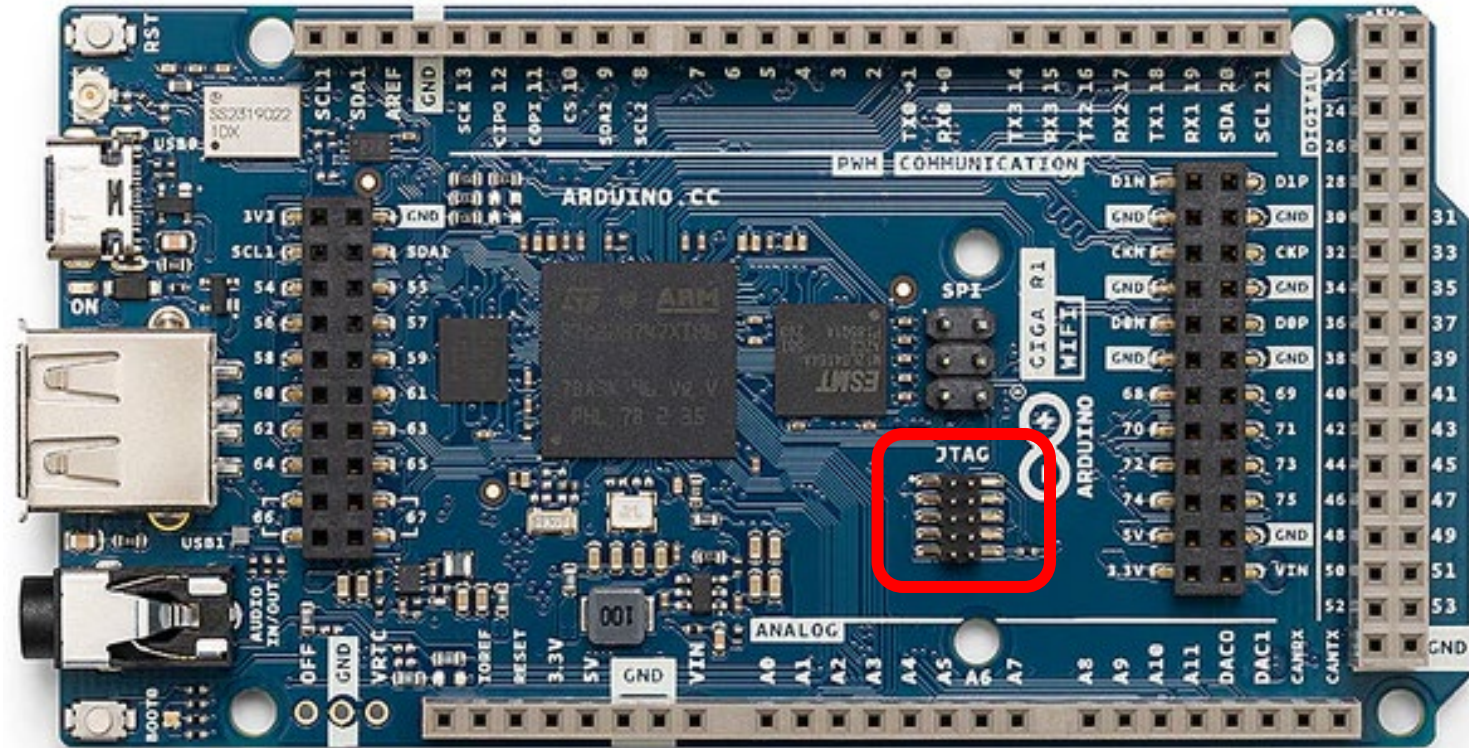 RST
SCL1
SDA1
AREF
GND
SCK 13
CIPO 12
COPI 11
CS 10
SDA2 9
SCL2 8
7
6
5
4
3
2
TX0 →1
RX0 ←0
TX3 14
RX3 15
TX2 16
RX2 17
TX1 18
RX1 19
SDA 20
SCL 21
5V
DIGITAL
22
24
26
28
30 31
32 33
34 35
36 37
38 39
40 41
42 43
44 45
46 47
48 49
50 51
52 53
GND
SS2319022
1DX
USB0
PWM COMMUNICATION
ARDUINO.CC
3V3 GND
SCL1 SDA1
54 55
56 57
58 59
60 61
62 63
64 65
66 67
ON
ARM
PHL 78 2 35
ESMT
SPI
GIGA R1
WIFI
ARDUINO
JTAG
D1N D1P
GND GND
CKN CKP
GND GND
D0N D0P
GND GND
68 69
70 71
72 73
74 75
5V GND
3.3V VIN
USB1
AUDIO
IN/OUT
100
ANALOG
BOOT0
OFF
GND
VRTC
IOREF
RESET
3.3V
5V
GND
VIN
A0
A1
A2
A3
A4
A5
A6
A7
A8
A9
A10
A11
DAC0
DAC1
CANRX
CANTX